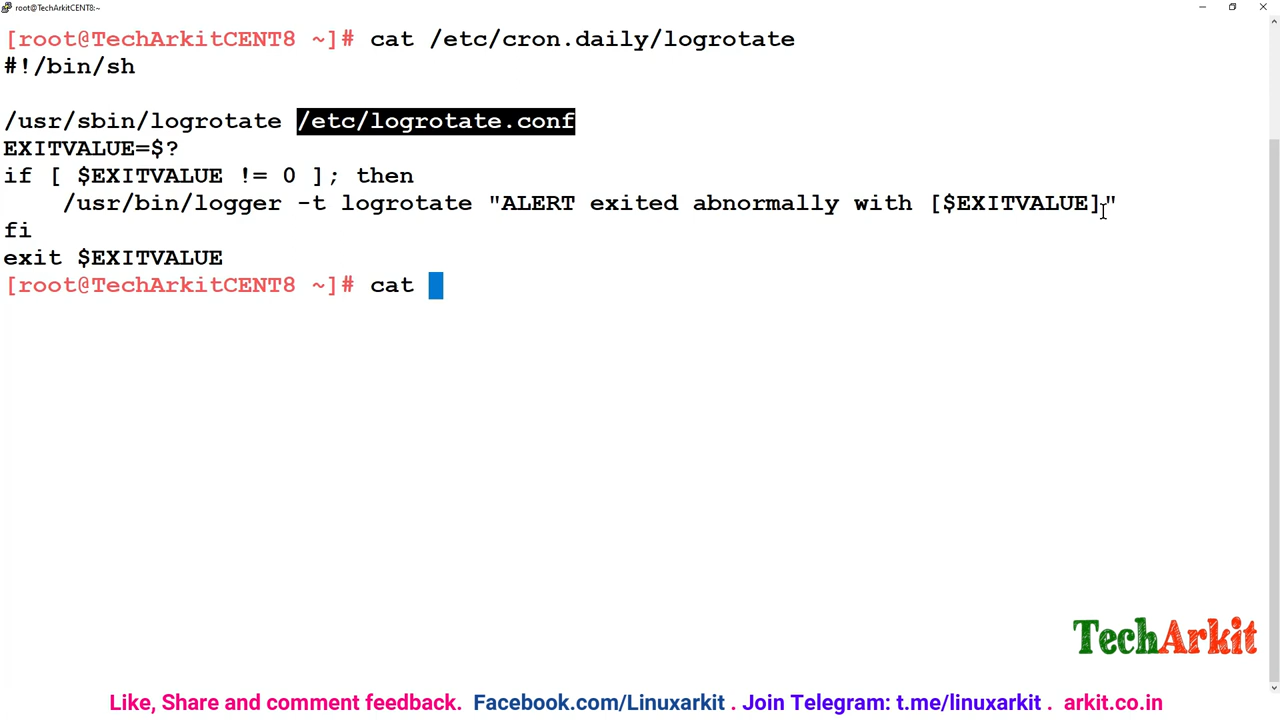 root@TechArkitCENT8:~
[root@TechArkitCENT8 ~]# cat /etc/cron.daily/logrotate
#!/bin/sh
/usr/sbin/logrotate /etc/logrotate.conf
EXITVALUE=$?
if [ $EXITVALUE != 0 ]; then
    /usr/bin/logger -t logrotate "ALERT exited abnormally with [$EXITVALUE]"
fi
exit $EXITVALUE
[root@TechArkitCENT8 ~]# cat
TechArkit
Like, Share and comment feedback. Facebook.com/Linuxarkit . Join Telegram: t.me/linuxarkit . arkit.co.in